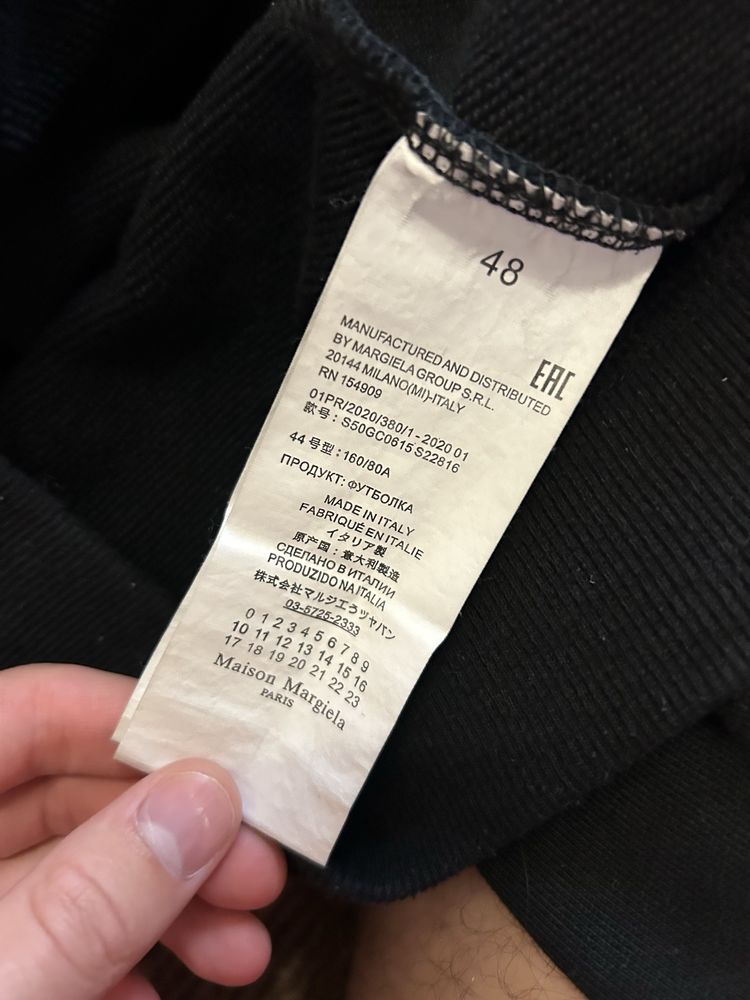 48
MANUFACTURED AND DISTRIBUTED
BY MARGIELA GROUP S.R.L.
20144 MILANO(MI)-ITALY
RN 154909
EAC
01PR/2020/380/1 - 2020 01
款号: S50GC0615 S22816
44 号型: 160/80A
ПРОДУКТ: ФУТБОЛКА
MADE IN ITALY
FABRIQUÉ EN ITALIE
イタリア製
原产国: 意大利製造
СДЕЛАНО В ИТАЛИИ
PRODUZIDO NA ITALIA
株式会社マルジエラツヤパン
03-5725-2333
0 1 2 3 4 5 6 7 8 9
10 11 12 13 14 15 16
17 18 19 20 21 22 23
Maison Margiela
PARIS